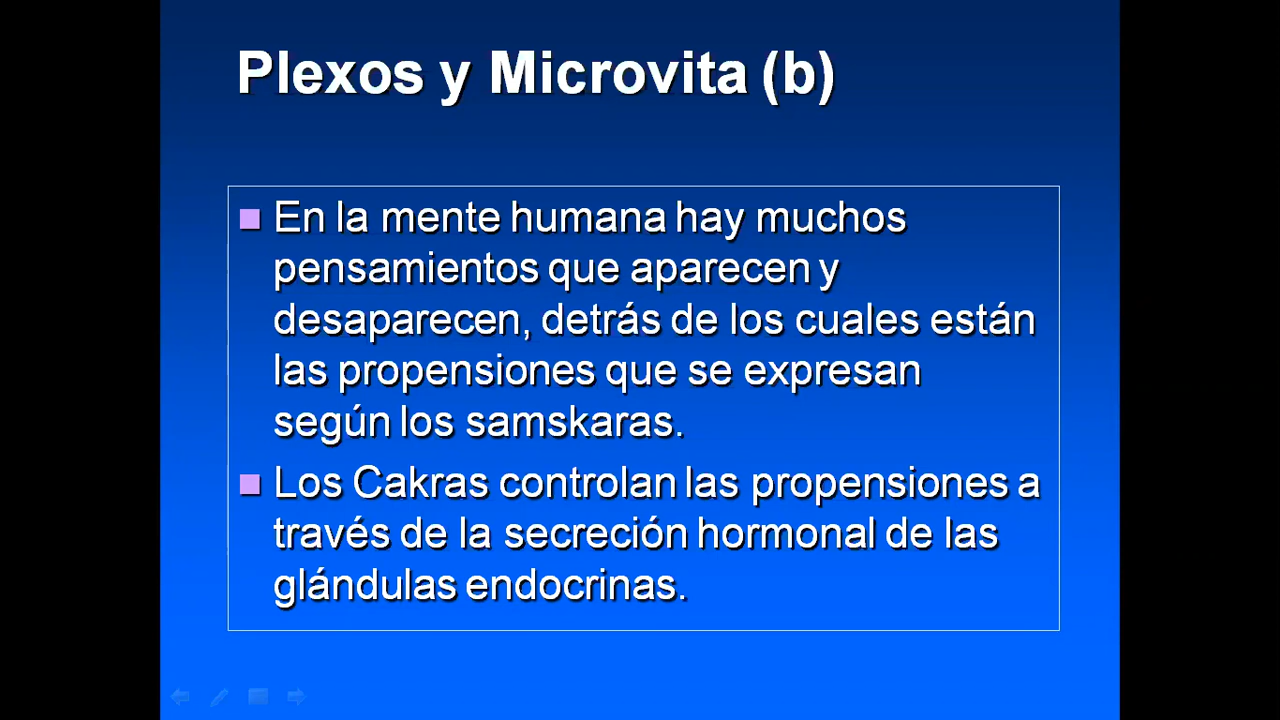 Plexos y Microvita (b)
En la mente humana hay muchos
pensamientos que aparecen y
desaparecen, detrás de los cuales están
las propensiones que se expresan
según los samskaras.
Los Cakras controlan las propensiones a
través de la secreción hormonal de las
glándulas endocrinas.